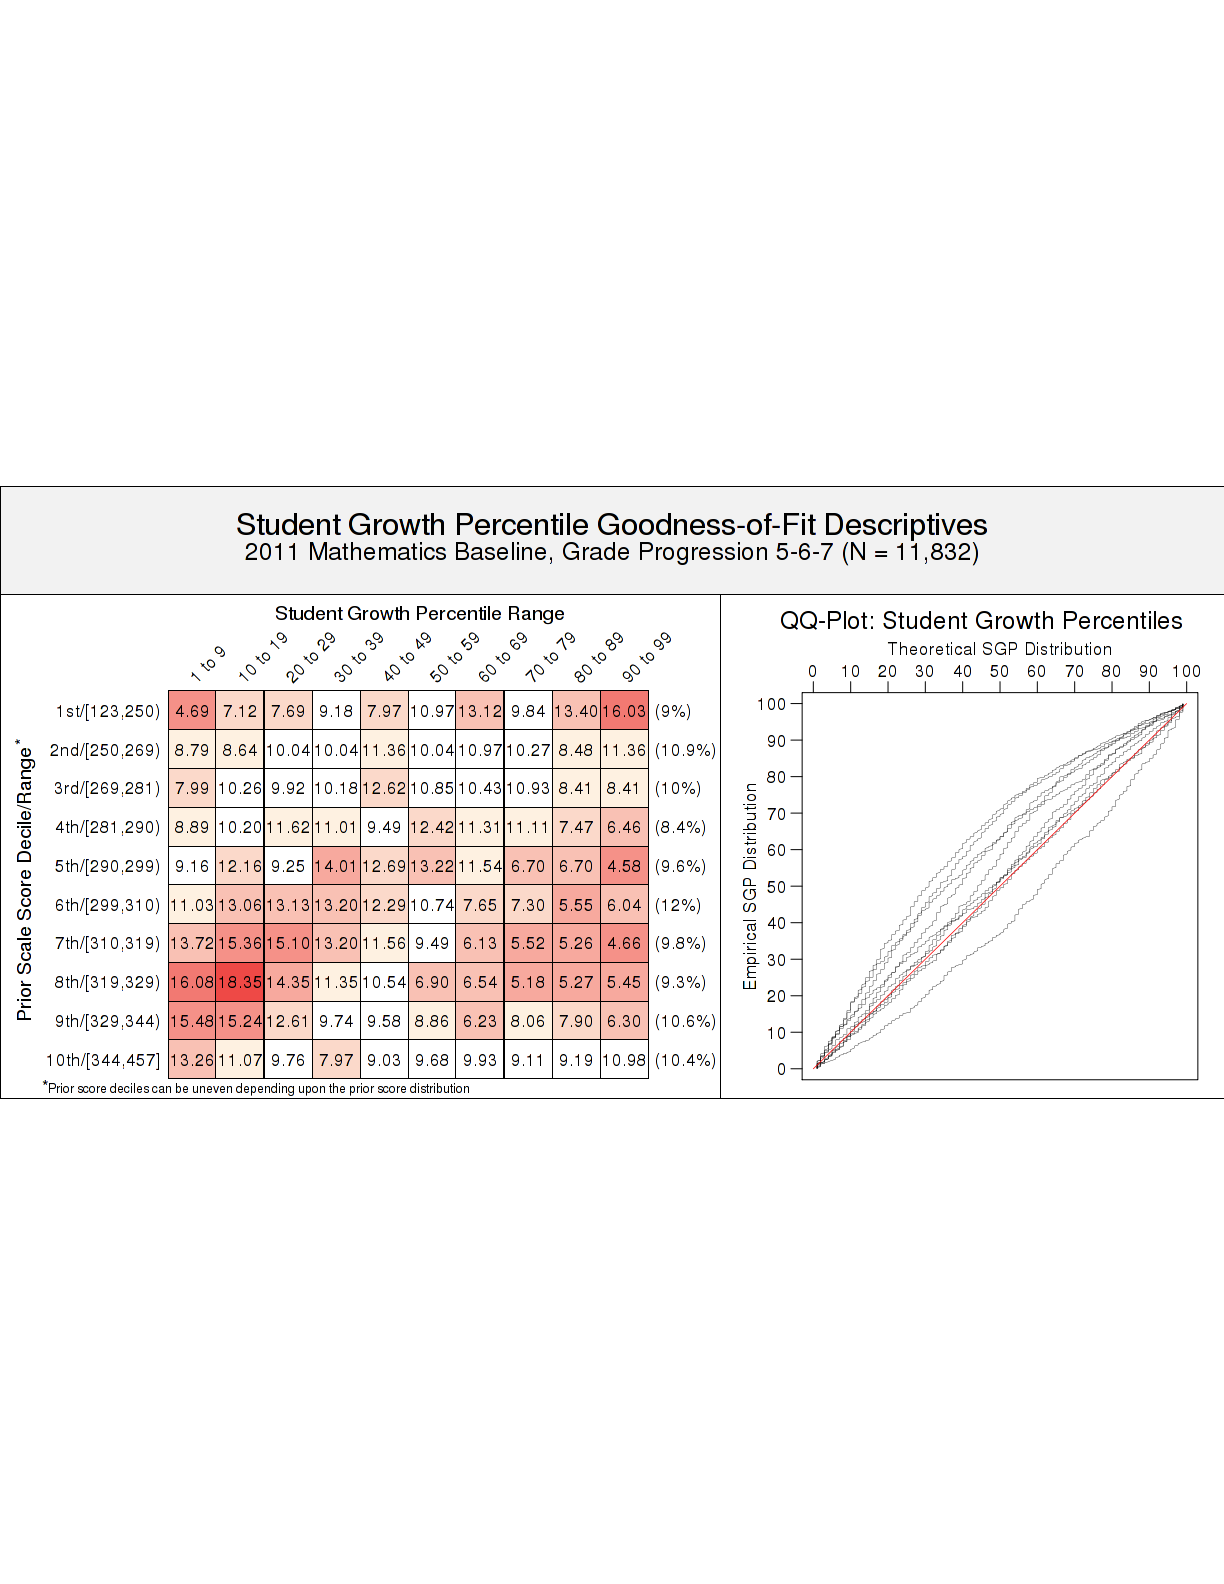 Student Growth Percentile Goodness-of-Fit Descriptives
2011 Mathematics Baseline, Grade Progression 5-6-7 (N = 11,832)
Student Growth Percentile Range
1 to 9 10 to 19 20 to 29 30 to 39 40 to 49 50 to 59 60 to 69 70 to 79 80 to 89 90 to 99
Prior Scale Score Decile/Range*
1st/[123,250) 4.69 7.12 7.69 9.18 7.97 10.97 13.12 9.84 13.40 16.03 (9%)
2nd/[250,269) 8.79 8.64 10.04 10.04 11.36 10.04 10.97 10.27 8.48 11.36 (10.9%)
3rd/[269,281) 7.99 10.26 9.92 10.18 12.62 10.85 10.43 10.93 8.41 8.41 (10%)
4th/[281,290) 8.89 10.20 11.62 11.01 9.49 12.42 11.31 11.11 7.47 6.46 (8.4%)
5th/[290,299) 9.16 12.16 9.25 14.01 12.69 13.22 11.54 6.70 6.70 4.58 (9.6%)
6th/[299,310) 11.03 13.06 13.13 13.20 12.29 10.74 7.65 7.30 5.55 6.04 (12%)
7th/[310,319) 13.72 15.36 15.10 13.20 11.56 9.49 6.13 5.52 5.26 4.66 (9.8%)
8th/[319,329) 16.08 18.35 14.35 11.35 10.54 6.90 6.54 5.18 5.27 5.45 (9.3%)
9th/[329,344) 15.48 15.24 12.61 9.74 9.58 8.86 6.23 8.06 7.90 6.30 (10.6%)
10th/[344,457] 13.26 11.07 9.76 7.97 9.03 9.68 9.93 9.11 9.19 10.98 (10.4%)
*Prior score deciles can be uneven depending upon the prior score distribution
QQ-Plot: Student Growth Percentiles
Theoretical SGP Distribution
0 10 20 30 40 50 60 70 80 90 100
Empirical SGP Distribution
100
90
80
70
60
50
40
30
20
10
0